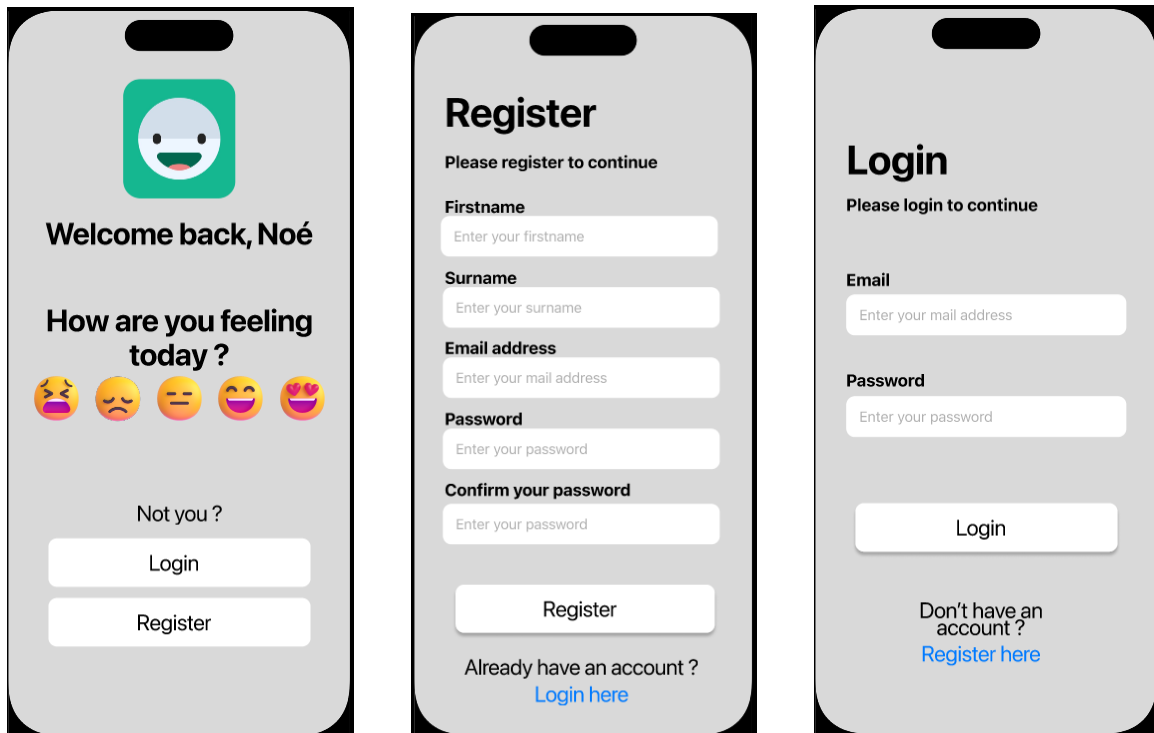 Welcome back, Noé
How are you feeling
today ?
Not you ?
Login
Register
Register
Please register to continue
Firstname
Enter your firstname
Surname
Enter your surname
Email address
Enter your mail address
Password
Enter your password
Confirm your password
Enter your password
Register
Already have an account ?
Login here
Login
Please login to continue
Email
Enter your mail address
Password
Enter your password
Login
Don't have an
account ?
Register here